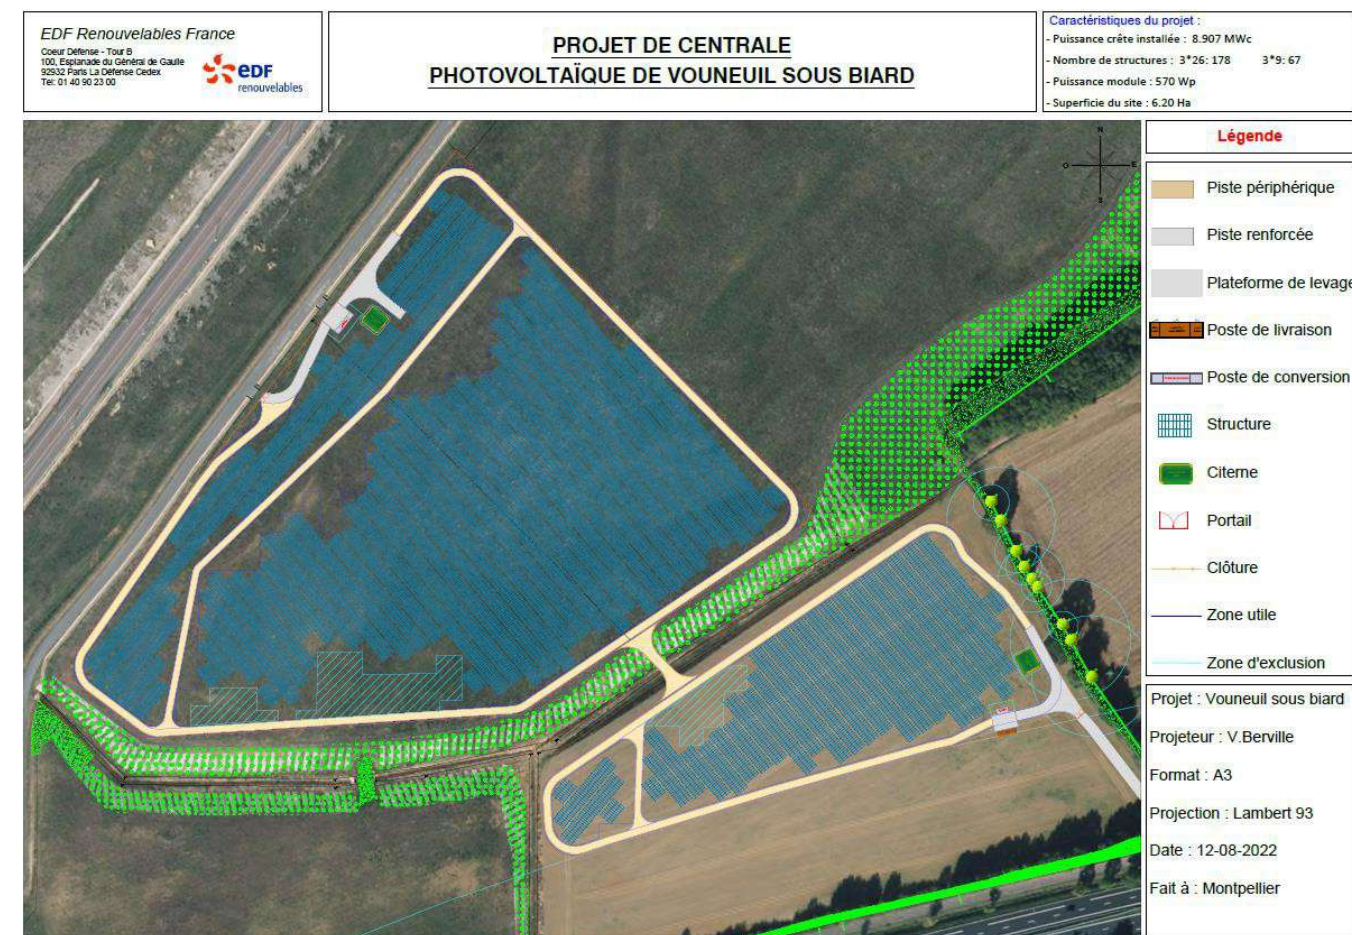 EDF Renouvelables France
Coeur Défense - Tour B
100, Esplanade du Général de Gaulle
92932 Paris La Défense Cedex
Tel: 01 40 90 23 00
edf
renouvelables
PROJET DE CENTRALE
PHOTOVOLTAÏQUE DE VOUNEUIL SOUS BIARD
Caractéristiques du projet :
- Puissance crête installée : 8.907 MWc
- Nombre de structures : 3*26: 178 3*9: 67
- Puissance module : 570 Wp
- Superficie du site : 6.20 Ha
N
O E
S
Légende
Piste périphérique
Piste renforcée
Plateforme de levage
Poste de livraison
Poste de conversion
Structure
Citerne
Portail
Clôture
Zone utile
Zone d'exclusion
Projet : Vouneuil sous biard
Projeteur : V.Berville
Format : A3
Projection : Lambert 93
Date : 12-08-2022
Fait à : Montpellier